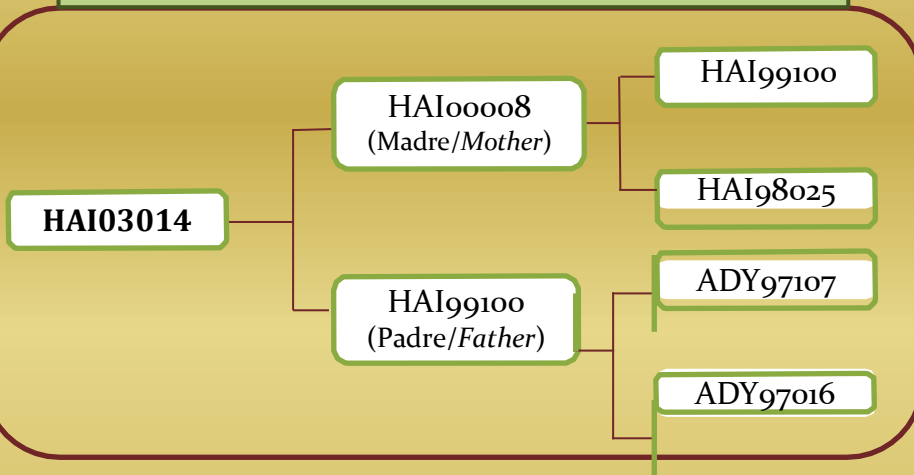 HAI03014
HAI00008
(Madre/Mother)
HAI99100
(Padre/Father)
HAI99100
HAI98025
ADY97107
ADY97016